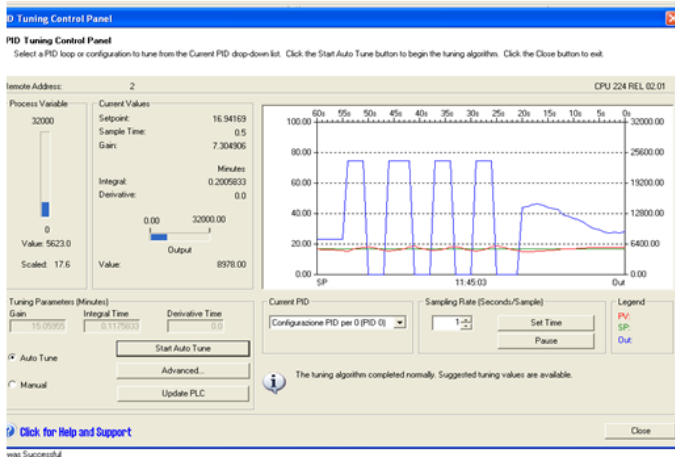 D Tuning Control Panel
PID Tuning Control Panel
Select a PID loop or configuration to tune from the Current PID drop-down list. Click the Start Auto Tune button to begin the tuning algorithm. Click the Close button to exit.
Remote Address: 2 CPU 224 REL 02.01
Process Variable
32000
0
Value: 5623.0
Scaled: 17.6
Current Values
Setpoint: 16.94169
Sample Time: 0.5
Gain: 7.304906
Minutes
Integral: 0.2005833
Derivative: 0.0
0.00 32000.00
Output
Value: 8978.00
60s 55s 50s 45s 40s 35s 30s 25s 20s 15s 10s 5s 0s
100.00 32000.00
80.00 25600.00
60.00 19200.00
40.00 12800.00
20.00 6400.00
0.00 0.00
SP 11:45:03 Out
Tuning Parameters (Minutes)
Gain Integral Time Derivative Time
15.05955 0.1175833 0.0
Auto Tune
Manual
Start Auto Tune
Advanced...
Update PLC
Current PID
Configurazione PID per 0 (PID 0)
Sampling Rate (Seconds/Sample)
1
Set Time
Pause
Legend
PV:
SP:
Out:
The tuning algorithm completed normally. Suggested tuning values are available.
Click for Help and Support
Close
was Successful